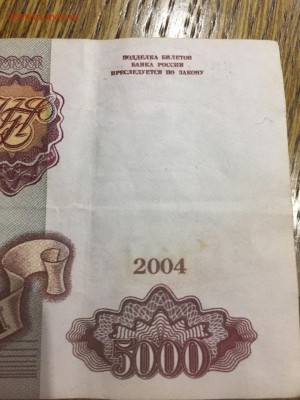 ПОДДЕЛКА БИЛЕТОВ
БАНКА РОССИИ
ПРЕСЛЕДУЕТСЯ ПО ЗАКОНУ
2004
5000